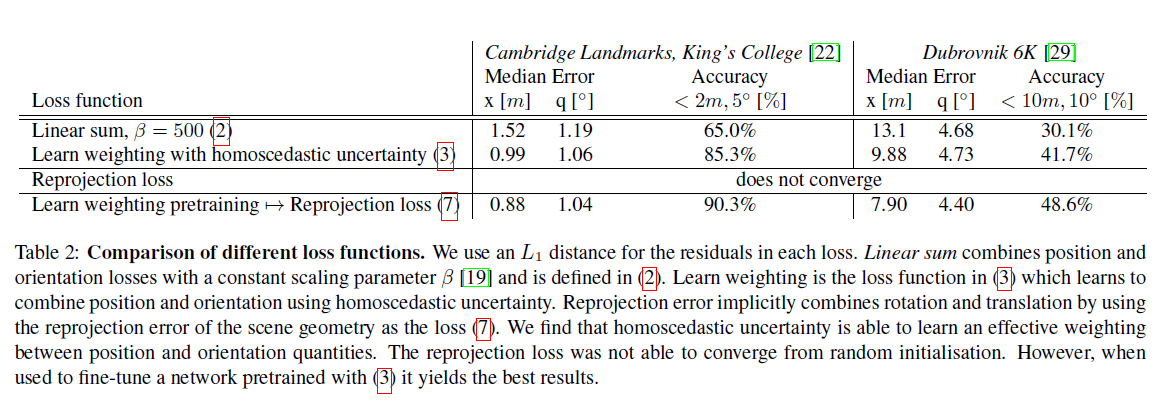 Cambridge Landmarks, King's College [22] Dubrovnik 6K [29]
Median Error Accuracy Median Error Accuracy
Loss function x [m] q [°] < 2m, 5° [%] x [m] q [°] < 10m, 10° [%]
Linear sum, β = 500 (2) 1.52 1.19 65.0% 13.1 4.68 30.1%
Learn weighting with homoscedastic uncertainty (3) 0.99 1.06 85.3% 9.88 4.73 41.7%
Reprojection loss does not converge
Learn weighting pretraining ↦ Reprojection loss (7) 0.88 1.04 90.3% 7.90 4.40 48.6%
Table 2: Comparison of different loss functions. We use an L₁ distance for the residuals in each loss. Linear sum combines position and
orientation losses with a constant scaling parameter β [19] and is defined in (2). Learn weighting is the loss function in (3) which learns to
combine position and orientation using homoscedastic uncertainty. Reprojection error implicitly combines rotation and translation by using
the reprojection error of the scene geometry as the loss (7). We find that homoscedastic uncertainty is able to learn an effective weighting
between position and orientation quantities. The reprojection loss was not able to converge from random initialisation. However, when
used to fine-tune a network pretrained with (3) it yields the best results.